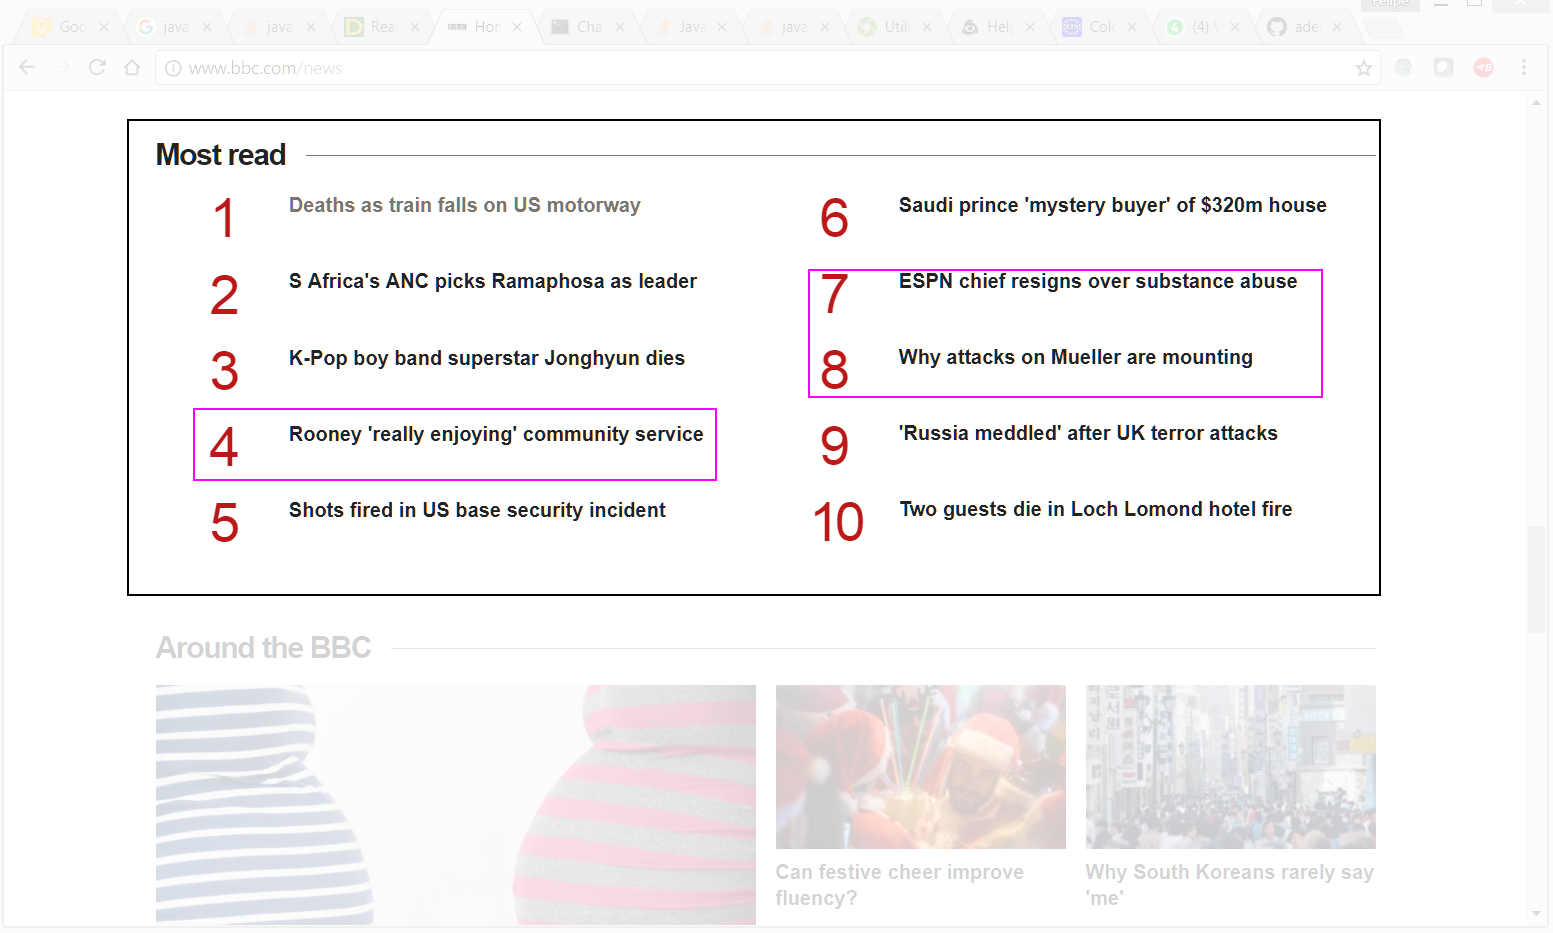 Felipe
Goo
java
java
Rea
BBC Hon
Cha
Java
java
Utili
Help
Colo
(4)
ade
www.bbc.com/news
Most read
1 Deaths as train falls on US motorway
2 S Africa's ANC picks Ramaphosa as leader
3 K-Pop boy band superstar Jonghyun dies
4 Rooney 'really enjoying' community service
5 Shots fired in US base security incident
6 Saudi prince 'mystery buyer' of $320m house
7 ESPN chief resigns over substance abuse
8 Why attacks on Mueller are mounting
9 'Russia meddled' after UK terror attacks
10 Two guests die in Loch Lomond hotel fire
Around the BBC
Can festive cheer improve
fluency?
Why South Koreans rarely say
'me'